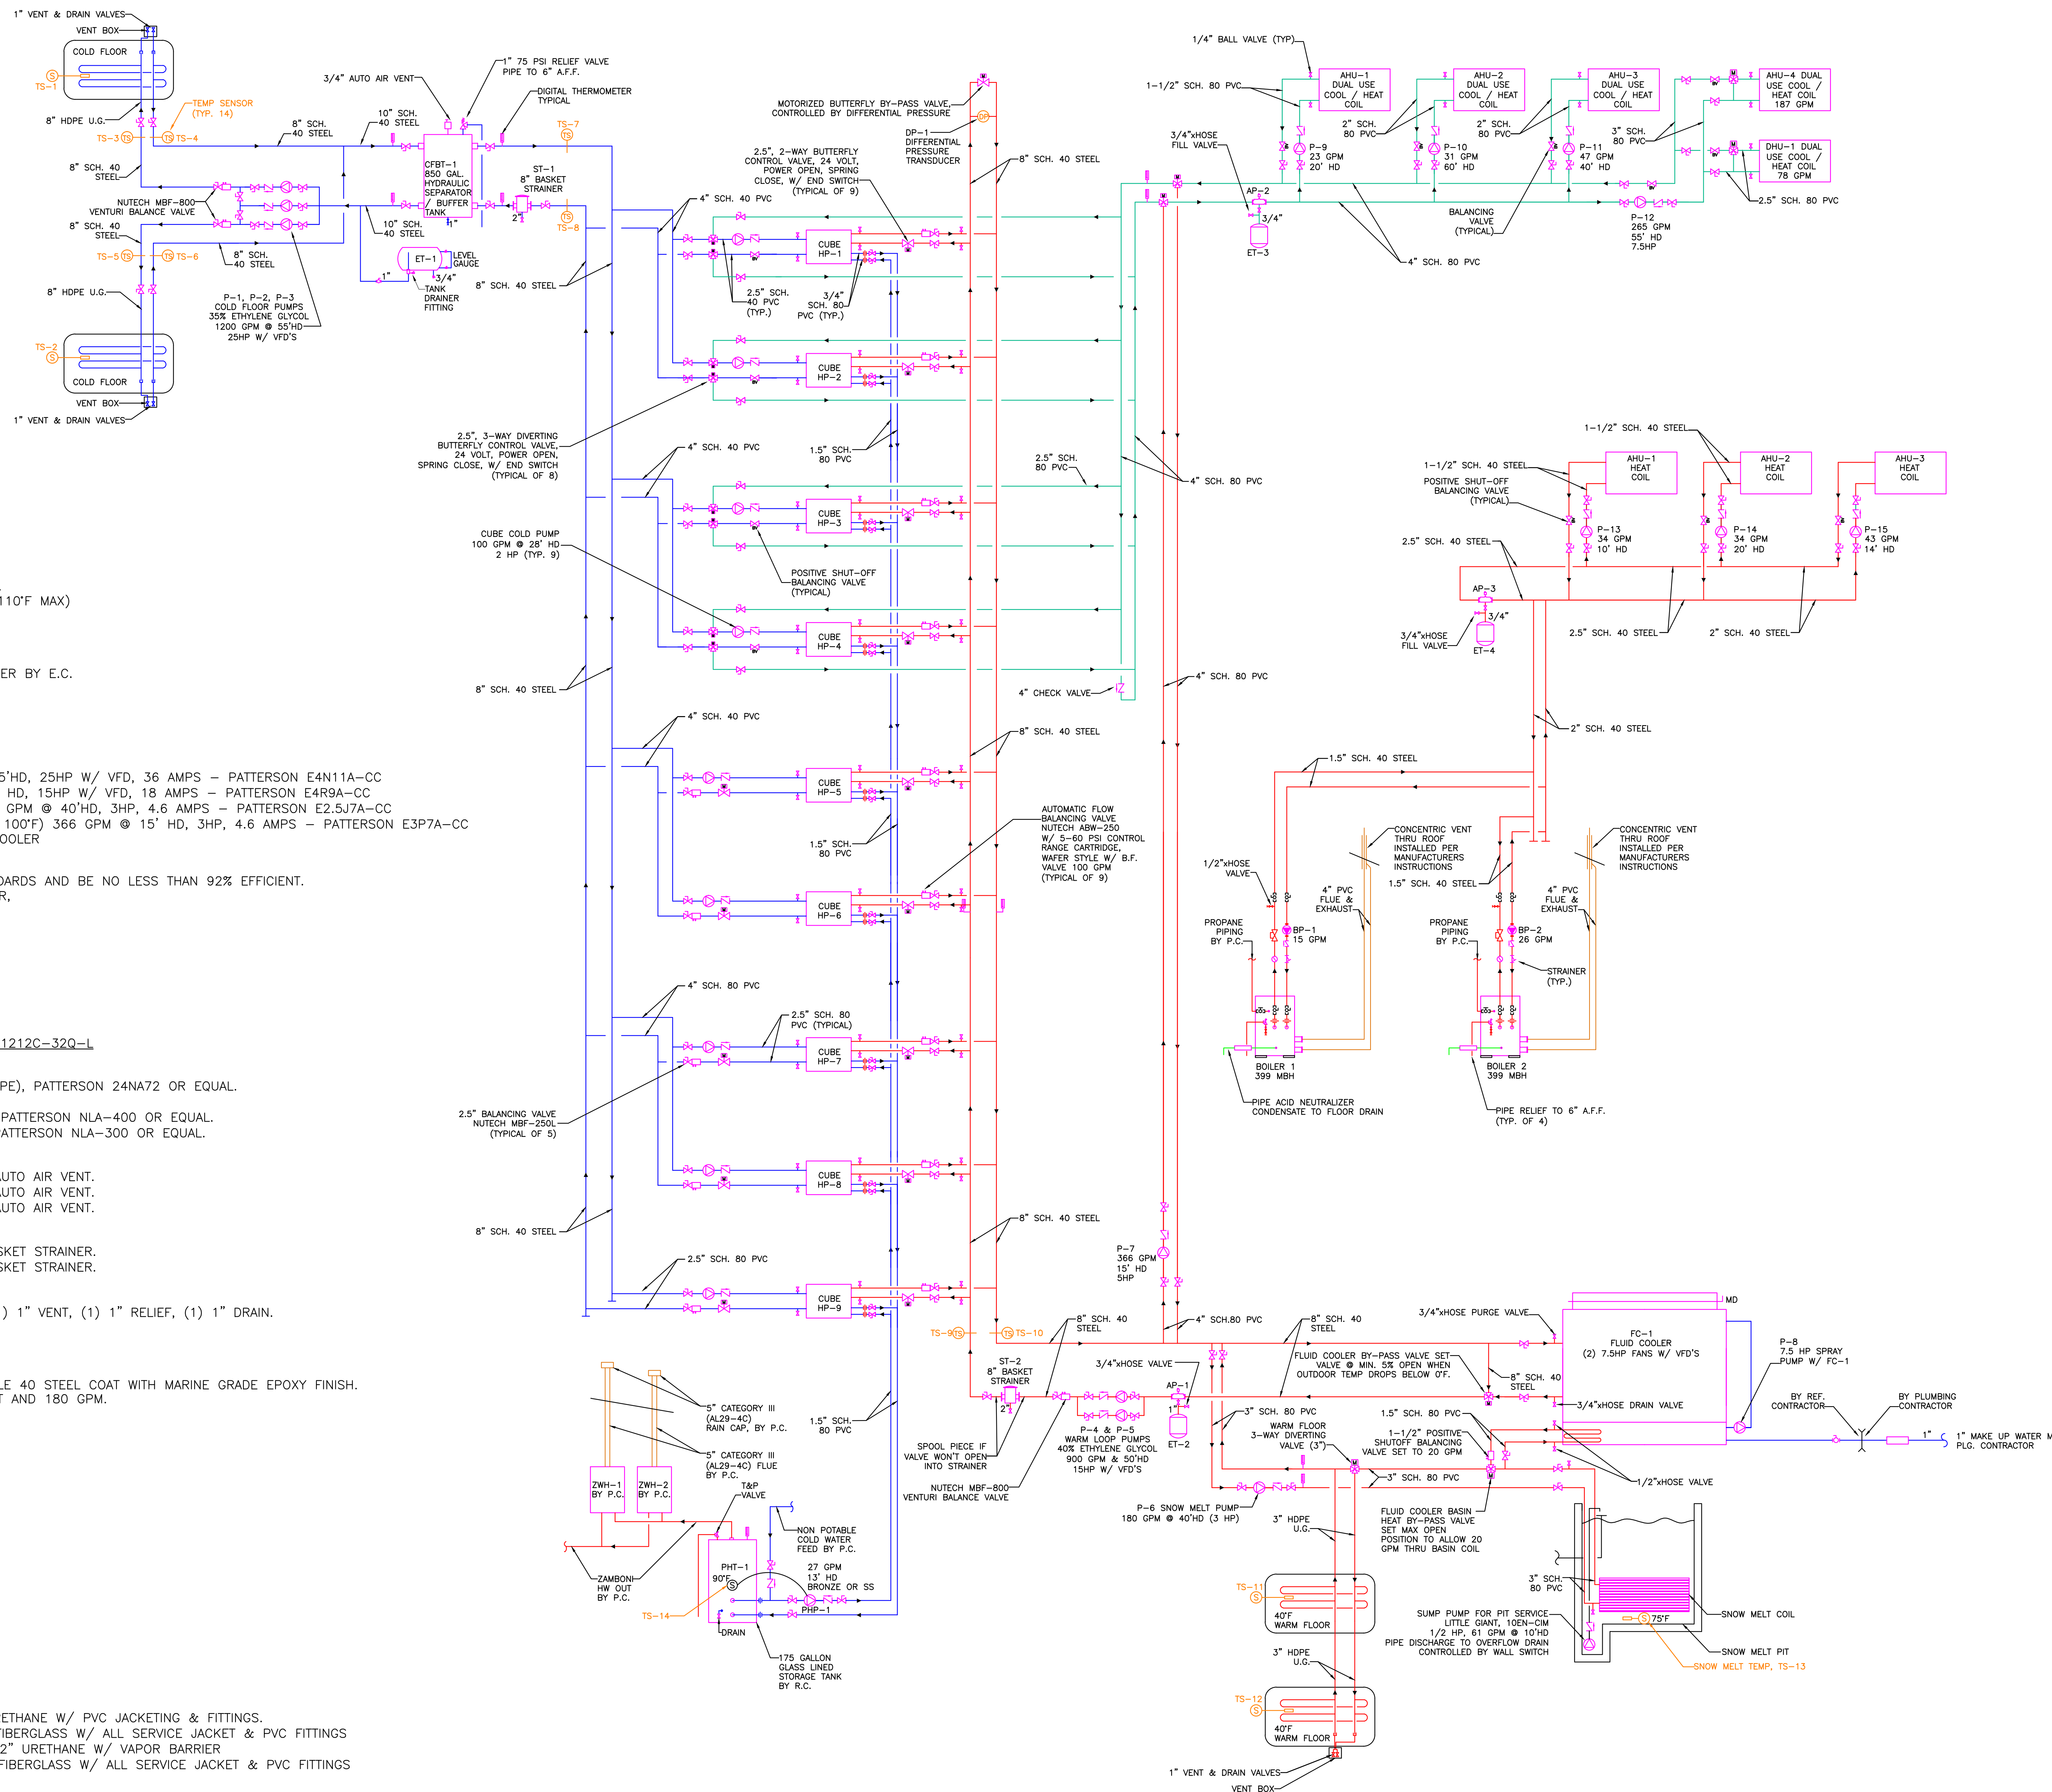 1" VENT & DRAIN VALVES
VENT BOX
COLD FLOOR
S
TS-1
8" HDPE U.G.
TEMP SENSOR
(TYP. 14)
TS-3
TS
TS
TS-4
8" SCH.
40 STEEL
10" SCH.
40 STEEL
8" SCH. 40
STEEL
NUTECH MBF-800
VENTURI BALANCE VALVE
8" SCH. 40
STEEL
TS-5
TS
TS
TS-6
8" SCH.
40 STEEL
10" SCH.
40 STEEL
8" HDPE U.G.
P-1, P-2, P-3
COLD FLOOR PUMPS
35% ETHYLENE GLYCOL
1200 GPM @ 55'HD
25HP W/ VFD'S
TS-2
S
COLD FLOOR
VENT BOX
1" VENT & DRAIN VALVES
3/4" AUTO AIR VENT
1" 75 PSI RELIEF VALVE
PIPE TO 6" A.F.F.
DIGITAL THERMOMETER
TYPICAL
CFBT-1
850 GAL.
HYDRAULIC
SEPARATOR
/ BUFFER
TANK
1"
ST-1
8" BASKET
STRAINER
2"
TS-7
TS
TS
TS-8
ET-1
LEVEL
GAUGE
1"
3/4"
TANK
DRAINER
FITTING
8" SCH. 40 STEEL
4" SCH. 40 PVC
2.5" SCH.
40 PVC
(TYP.)
3/4"
SCH. 80
PVC (TYP.)
2.5", 2-WAY BUTTERFLY
CONTROL VALVE, 24 VOLT,
POWER OPEN, SPRING
CLOSE, W/ END SWITCH
(TYPICAL OF 9)
MOTORIZED BUTTERFLY BY-PASS VALVE,
CONTROLLED BY DIFFERENTIAL PRESSURE
M
DP
DP-1
DIFFERENTIAL
PRESSURE
TRANSDUCER
8" SCH. 40 STEEL
CUBE
HP-1
CUBE
HP-2
2.5", 3-WAY DIVERTING
BUTTERFLY CONTROL VALVE,
24 VOLT, POWER OPEN,
SPRING CLOSE, W/ END SWITCH
(TYPICAL OF 8)
4" SCH. 40 PVC
1.5" SCH.
80 PVC
2.5" SCH.
80 PVC
4" SCH. 80 PVC
CUBE
HP-3
CUBE COLD PUMP
100 GPM @ 28' HD
2 HP (TYP. 9)
POSITIVE SHUT-OFF
BALANCING VALVE
(TYPICAL)
CUBE
HP-4
8" SCH. 40 STEEL
4" CHECK VALVE
4" SCH. 80 PVC
4" SCH. 40 PVC
8" SCH. 40 STEEL
CUBE
HP-5
1.5" SCH.
80 PVC
AUTOMATIC FLOW
BALANCING VALVE
NUTECH ABW-250
W/ 5-60 PSI CONTROL
RANGE CARTRIDGE,
WAFER STYLE W/ B.F.
VALVE 100 GPM
(TYPICAL OF 9)
CUBE
HP-6
4" SCH. 80 PVC
2.5" SCH. 80
PVC (TYPICAL)
CUBE
HP-7
2.5" BALANCING VALVE
NUTECH MBF-250L
(TYPICAL OF 5)
CUBE
HP-8
8" SCH. 40 STEEL
8" SCH. 40 STEEL
2.5" SCH. 80 PVC
CUBE
HP-9
1/4" BALL VALVE (TYP)
1-1/2" SCH. 80 PVC
AHU-1
DUAL USE
COOL / HEAT
COIL
AHU-2
DUAL USE
COOL / HEAT
COIL
AHU-3
DUAL USE
COOL / HEAT
COIL
AHU-4 DUAL
USE COOL /
HEAT COIL
187 GPM
2" SCH.
80 PVC
2" SCH.
80 PVC
3" SCH.
80 PVC
3/4"xHOSE
FILL VALVE
P-9
23 GPM
20' HD
P-10
31 GPM
60' HD
P-11
47 GPM
40' HD
DHU-1 DUAL
USE COOL /
HEAT COIL
78 GPM
2.5" SCH. 80 PVC
AP-2
3/4"
ET-3
BALANCING
VALVE
(TYPICAL)
P-12
265 GPM
55' HD
7.5HP
4" SCH. 80 PVC
1-1/2" SCH. 40 STEEL
1-1/2" SCH. 40 STEEL
POSITIVE SHUT-OFF
BALANCING VALVE
(TYPICAL)
AHU-1
HEAT
COIL
AHU-2
HEAT
COIL
AHU-3
HEAT
COIL
P-13
34 GPM
10' HD
P-14
34 GPM
20' HD
P-15
43 GPM
14' HD
2.5" SCH. 40 STEEL
AP-3
3/4"
3/4"xHOSE
FILL VALVE
ET-4
2.5" SCH. 40 STEEL
2" SCH. 40 STEEL
2" SCH. 40 STEEL
1.5" SCH. 40 STEEL
CONCENTRIC VENT
THRU ROOF
INSTALLED PER
MANUFACTURERS
INSTRUCTIONS
CONCENTRIC VENT
THRU ROOF
INSTALLED PER
MANUFACTURERS
INSTRUCTIONS
1/2"xHOSE
VALVE
1.5" SCH. 40 STEEL
4" PVC
FLUE &
EXHAUST
4" PVC
FLUE &
EXHAUST
PROPANE
PIPING
BY P.C.
BP-1
15 GPM
PROPANE
PIPING
BY P.C.
BP-2
26 GPM
STRAINER
(TYP.)
BOILER 1
399 MBH
BOILER 2
399 MBH
PIPE ACID NEUTRALIZER
CONDENSATE TO FLOOR DRAIN
PIPE RELIEF TO 6" A.F.F.
(TYP. OF 4)
110°F MAX)
ER BY E.C.
5'HD, 25HP W/ VFD, 36 AMPS – PATTERSON E4N11A-CC
HD, 15HP W/ VFD, 18 AMPS – PATTERSON E4R9A-CC
GPM @ 40'HD, 3HP, 4.6 AMPS – PATTERSON E2.5J7A-CC
100°F) 366 GPM @ 15' HD, 3HP, 4.6 AMPS – PATTERSON E3P7A-CC
OOLER
DARDS AND BE NO LESS THAN 92% EFFICIENT.
R,
1212C-32Q-L
PE), PATTERSON 24NA72 OR EQUAL.
PATTERSON NLA-400 OR EQUAL.
PATTERSON NLA-300 OR EQUAL.
AUTO AIR VENT.
AUTO AIR VENT.
AUTO AIR VENT.
SKET STRAINER.
SKET STRAINER.
) 1" VENT, (1) 1" RELIEF, (1) 1" DRAIN.
LE 40 STEEL COAT WITH MARINE GRADE EPOXY FINISH.
T AND 180 GPM.
RETHANE W/ PVC JACKETING & FITTINGS.
FIBERGLASS W/ ALL SERVICE JACKET & PVC FITTINGS
2" URETHANE W/ VAPOR BARRIER
FIBERGLASS W/ ALL SERVICE JACKET & PVC FITTINGS
P-7
366 GPM
15' HD
5HP
TS-9
TS
TS
TS-10
8" SCH. 40
STEEL
4" SCH.80 PVC
8" SCH. 40
STEEL
ST-2
8" BASKET
STRAINER
2"
3/4"xHOSE VALVE
AP-1
1"
ET-2
SPOOL PIECE IF
VALVE WON'T OPEN
INTO STRAINER
P-4 & P-5
WARM LOOP PUMPS
40% ETHYLENE GLYCOL
900 GPM & 50'HD
15HP W/ VFD'S
NUTECH MBF-800
VENTURI BALANCE VALVE
3/4"xHOSE PURGE VALVE
MD
FC-1
FLUID COOLER
(2) 7.5HP FANS W/ VFD'S
P-8
7.5 HP SPRAY
PUMP W/ FC-1
FLUID COOLER BY-PASS VALVE SET
VALVE @ MIN. 5% OPEN WHEN
OUTDOOR TEMP DROPS BELOW 0°F.
8" SCH. 40
STEEL
3/4"xHOSE DRAIN VALVE
BY REF.
CONTRACTOR
BY PLUMBING
CONTRACTOR
1"
1" MAKE UP WATER M
PLG. CONTRACTOR
3" SCH. 80 PVC
WARM FLOOR
3-WAY DIVERTING
VALVE (3")
1.5" SCH. 80 PVC
1-1/2" POSITIVE
SHUTOFF BALANCING
VALVE SET TO 20 GPM
3" SCH. 80 PVC
1/2"xHOSE VALVE
P-6 SNOW MELT PUMP
180 GPM @ 40'HD (3 HP)
FLUID COOLER BASIN
HEAT BY-PASS VALVE
SET MAX OPEN
POSITION TO ALLOW 20
GPM THRU BASIN COIL
3" HDPE
U.G.
3" SCH.
80 PVC
SNOW MELT COIL
S
75°F
SNOW MELT PIT
SNOW MELT TEMP, TS-13
SUMP PUMP FOR PIT SERVICE
LITTLE GIANT, 10EN-CIM
1/2 HP, 61 GPM @ 10'HD
PIPE DISCHARGE TO OVERFLOW DRAIN
CONTROLLED BY WALL SWITCH
TS-11
S
40°F
WARM FLOOR
3" HDPE
U.G.
TS-12
S
40°F
WARM FLOOR
1" VENT & DRAIN VALVES
VENT BOX
5" CATEGORY III
(AL29-4C)
RAIN CAP, BY P.C.
5" CATEGORY III
(AL29-4C) FLUE
BY P.C.
1.5" SCH.
80 PVC
ZWH-1
BY P.C.
ZWH-2
BY P.C.
T&P
VALVE
NON POTABLE
COLD WATER
FEED BY P.C.
ZAMBONI
HW OUT
BY P.C.
PHT-1
90°F
S
27 GPM
13' HD
BRONZE OR SS
PHP-1
TS-14
DRAIN
175 GALLON
GLASS LINED
STORAGE TANK
BY R.C.